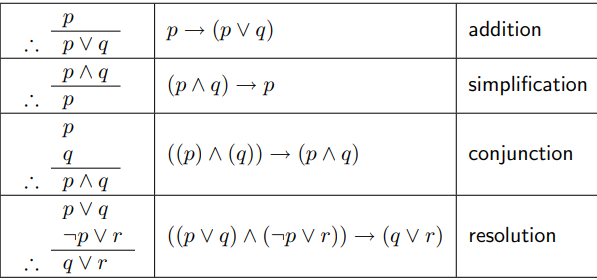 p
∴ p ∨ q
p → (p ∨ q)
addition
p ∧ q
∴ p
(p ∧ q) → p
simplification
p
q
∴ p ∧ q
((p) ∧ (q)) → (p ∧ q)
conjunction
p ∨ q
¬p ∨ r
∴ q ∨ r
((p ∨ q) ∧ (¬p ∨ r)) → (q ∨ r)
resolution